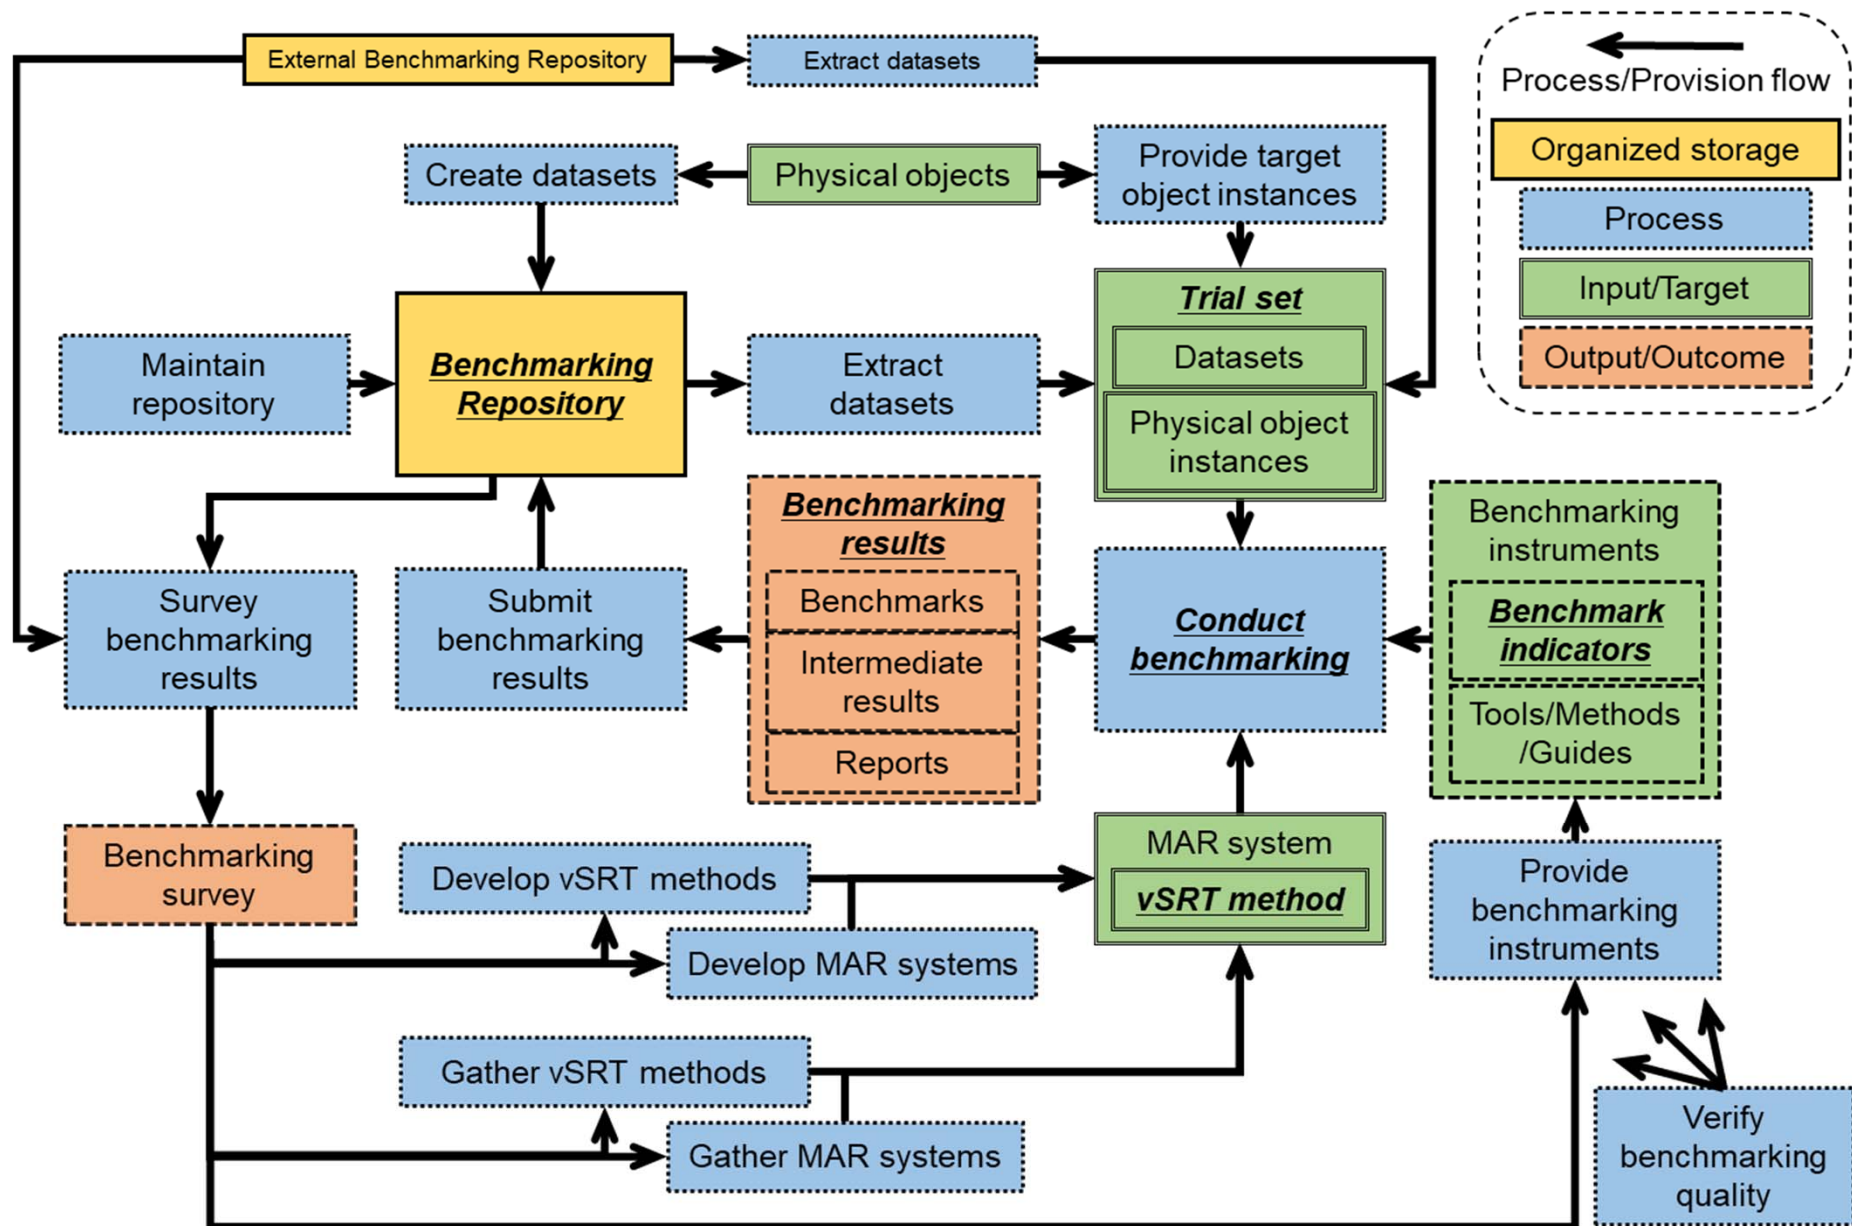 External Benchmarking Repository
Extract datasets
Process/Provision flow
Organized storage
Process
Input/Target
Output/Outcome
Create datasets
Physical objects
Provide target
object instances
Maintain
repository
Benchmarking
Repository
Extract
datasets
Trial set
Datasets
Physical object
instances
Survey
benchmarking
results
Submit
benchmarking
results
Benchmarking
results
Benchmarks
Intermediate
results
Reports
Conduct
benchmarking
Benchmarking
instruments
Benchmark
indicators
Tools/Methods
/Guides
Benchmarking
survey
Develop vSRT methods
Develop MAR systems
MAR system
vSRT method
Provide
benchmarking
instruments
Gather vSRT methods
Gather MAR systems
Verify
benchmarking
quality